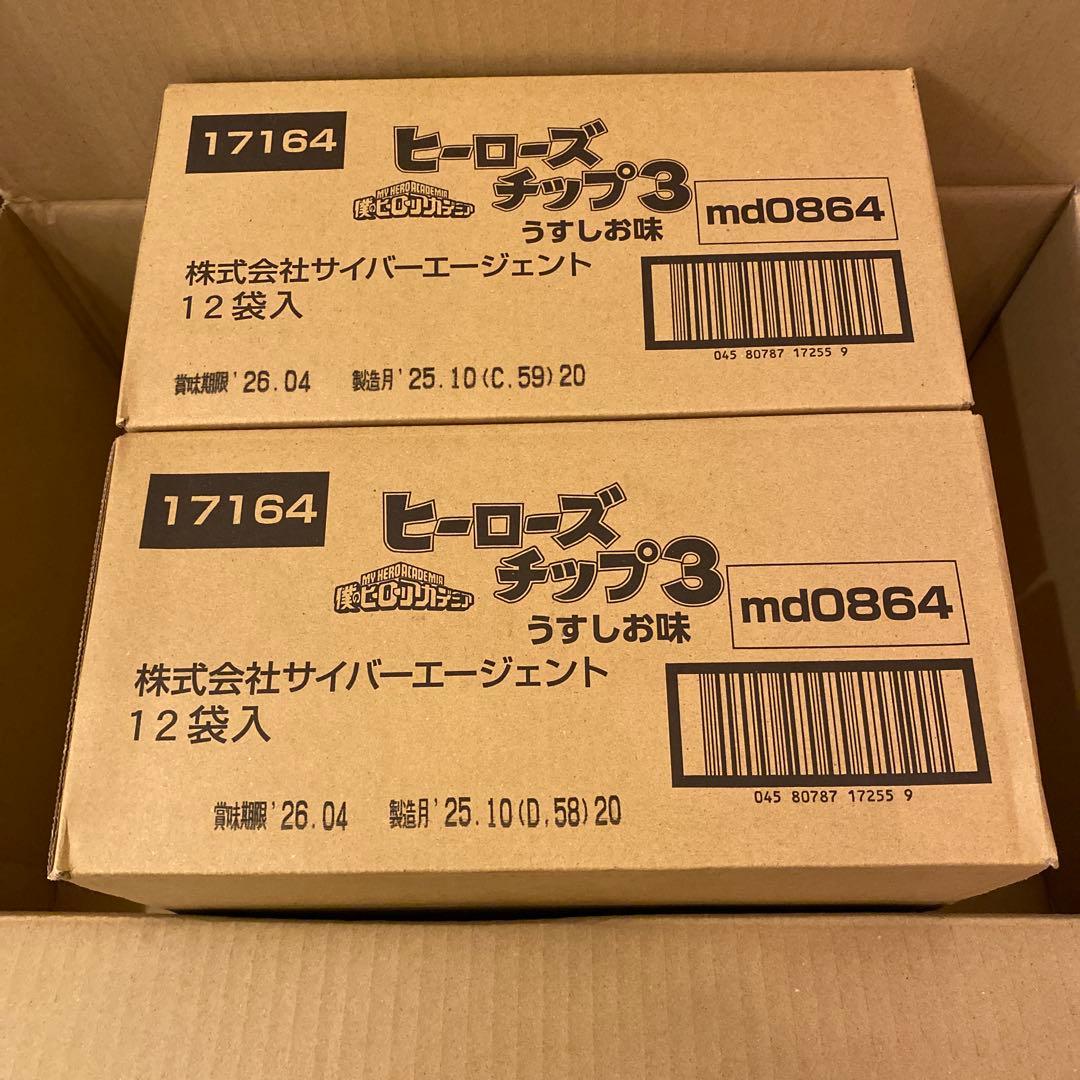 17164
ヒーローズ
チップ3
MY HERO ACADEMIA
僕のヒーローアカデミア
うすしお味
md0864
株式会社サイバーエージェント
12袋入
045 80787 17255 9
賞味期限'26.04 製造月'25.10(C.59)20
17164
ヒーローズ
チップ3
MY HERO ACADEMIA
僕のヒーローアカデミア
うすしお味
md0864
株式会社サイバーエージェント
12袋入
045 80787 17255 9
賞味期限'26.04 製造月'25.10(D.58)20